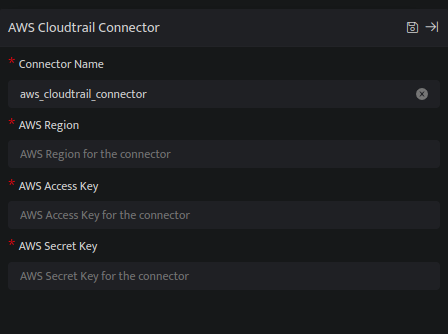 AWS Cloudtrail Connector
* Connector Name
aws_cloudtrail_connector
* AWS Region
AWS Region for the connector
* AWS Access Key
AWS Access Key for the connector
* AWS Secret Key
AWS Secret Key for the connector